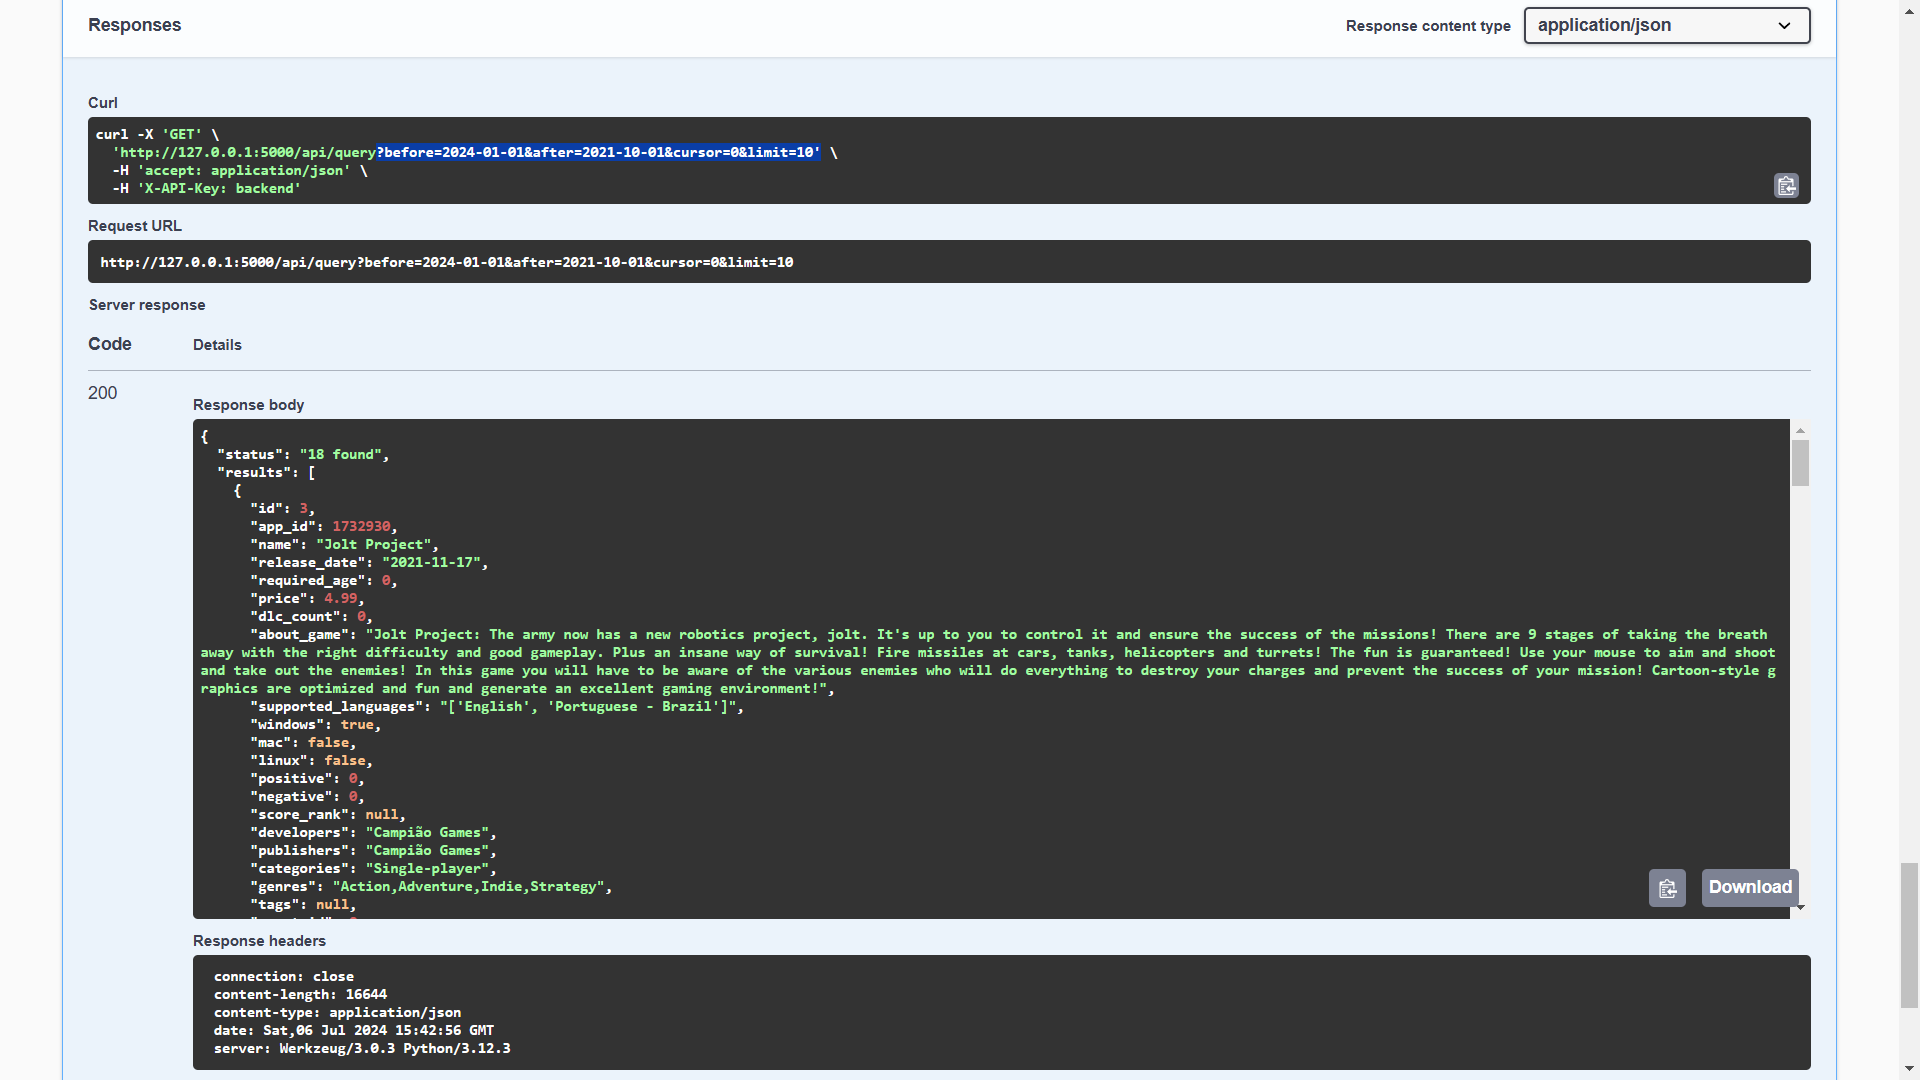 Responses
Response content type application/json
Curl
curl -X 'GET' \
  'http://127.0.0.1:5000/api/query?before=2024-01-01&after=2021-10-01&cursor=0&limit=10' \
  -H 'accept: application/json' \
  -H 'X-API-Key: backend'
Request URL
http://127.0.0.1:5000/api/query?before=2024-01-01&after=2021-10-01&cursor=0&limit=10
Server response
Code Details
200
Response body
{
  "status": "18 found",
  "results": [
    {
      "id": 3,
      "app_id": 1732930,
      "name": "Jolt Project",
      "release_date": "2021-11-17",
      "required_age": 0,
      "price": 4.99,
      "dlc_count": 0,
      "about_game": "Jolt Project: The army now has a new robotics project, jolt. It's up to you to control it and ensure the success of the missions! There are 9 stages of taking the breath
away with the right difficulty and good gameplay. Plus an insane way of survival! Fire missiles at cars, tanks, helicopters and turrets! The fun is guaranteed! Use your mouse to aim and shoot
and take out the enemies! In this game you will have to be aware of the various enemies who will do everything to destroy your charges and prevent the success of your mission! Cartoon-style g
raphics are optimized and fun and generate an excellent gaming environment!",
      "supported_languages": "['English', 'Portuguese - Brazil']",
      "windows": true,
      "mac": false,
      "linux": false,
      "positive": 0,
      "negative": 0,
      "score_rank": null,
      "developers": "Campião Games",
      "publishers": "Campião Games",
      "categories": "Single-player",
      "genres": "Action,Adventure,Indie,Strategy",
      "tags": null,
Download
Response headers
connection: close
content-length: 16644
content-type: application/json
date: Sat,06 Jul 2024 15:42:56 GMT
server: Werkzeug/3.0.3 Python/3.12.3